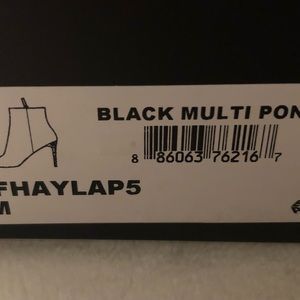 BLACK MULTI PON
8 86063 76216 7
FHAYLAP5
M